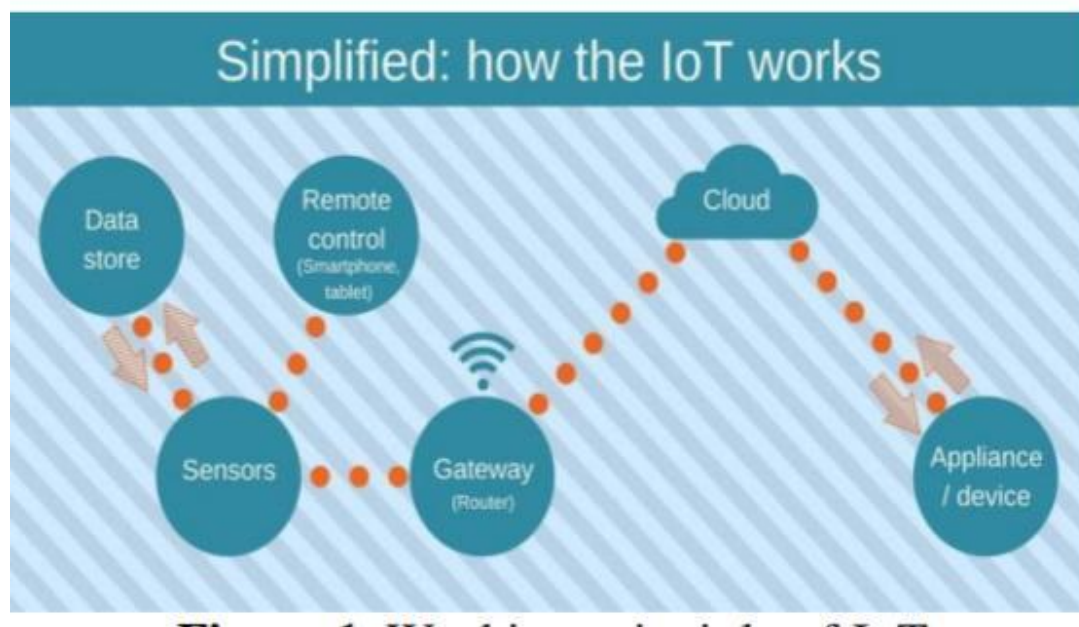 Simplified: how the IoT works
Data
store
Remote
control
(Smartphone,
tablet)
Cloud
Sensors
Gateway
(Router)
Appliance
/ device